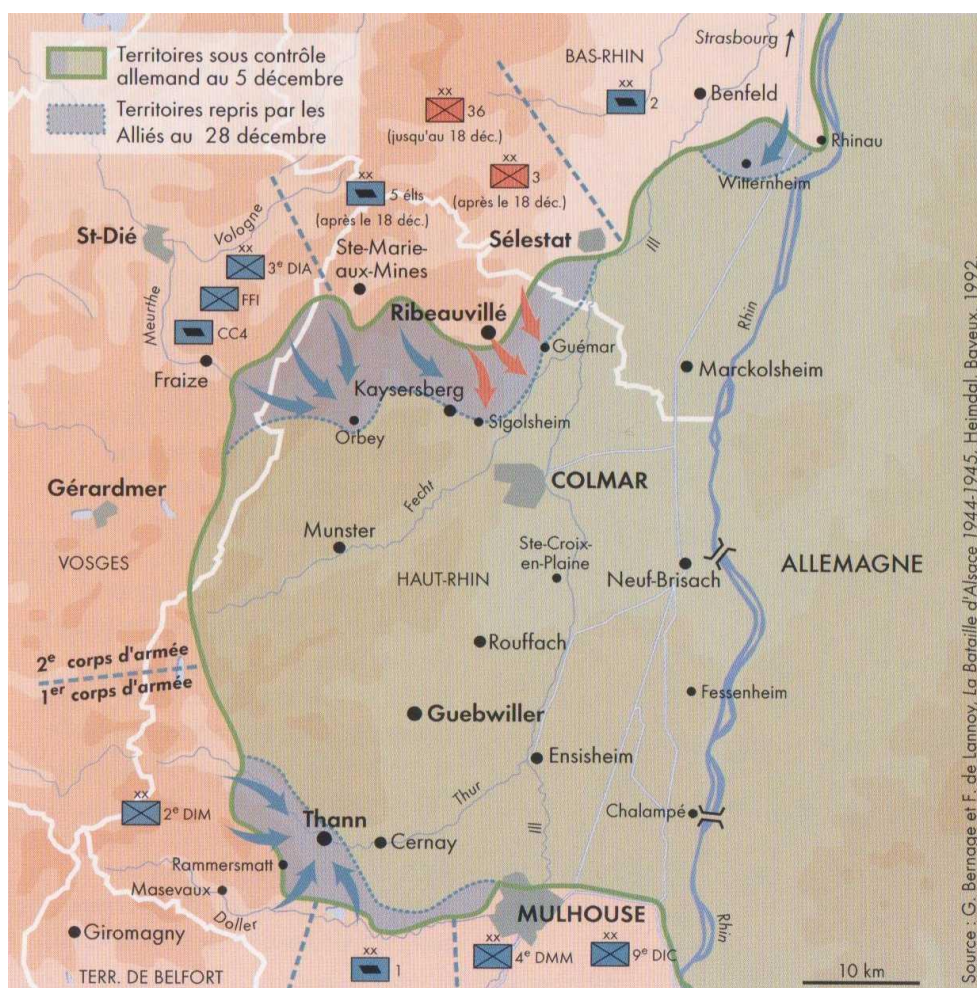 Territoires sous contrôle
allemand au 5 décembre
Territoires repris par les
Alliés au 28 décembre
Strasbourg
BAS-RHIN
xx
2
Benfeld
xx
36
(jusqu'au 18 déc.)
Rhinau
Witternheim
xx
3
(après le 18 déc.)
xx
5 élts
(après le 18 déc.)
St-Dié
Vologne
Sélestat
Ill
Ste-Marie-
aux-Mines
xx
3e DIA
FFI
CC4
Meurthe
Fraize
Rhin
Ribeauvillé
Guémar
Marckolsheim
Kaysersberg
Orbey
Sigolsheim
COLMAR
Gérardmer
Fecht
Munster
VOSGES
HAUT-RHIN
Ste-Croix-
en-Plaine
Neuf-Brisach
ALLEMAGNE
Rouffach
2e corps d'armée
1er corps d'armée
Fessenheim
Guebwiller
Ensisheim
Thur
xx
2e DIM
Thann
Cernay
Chalampé
Ill
Rammersmatt
Masevaux
Doller
MULHOUSE
Rhin
Giromagny
TERR. DE BELFORT
xx
1
xx
4e DMM
xx
9e DIC
10 km
Source : G. Bernage et F. de Lannoy, La Bataille d'Alsace 1944-1945, Heimdal, Bayeux, 1992.